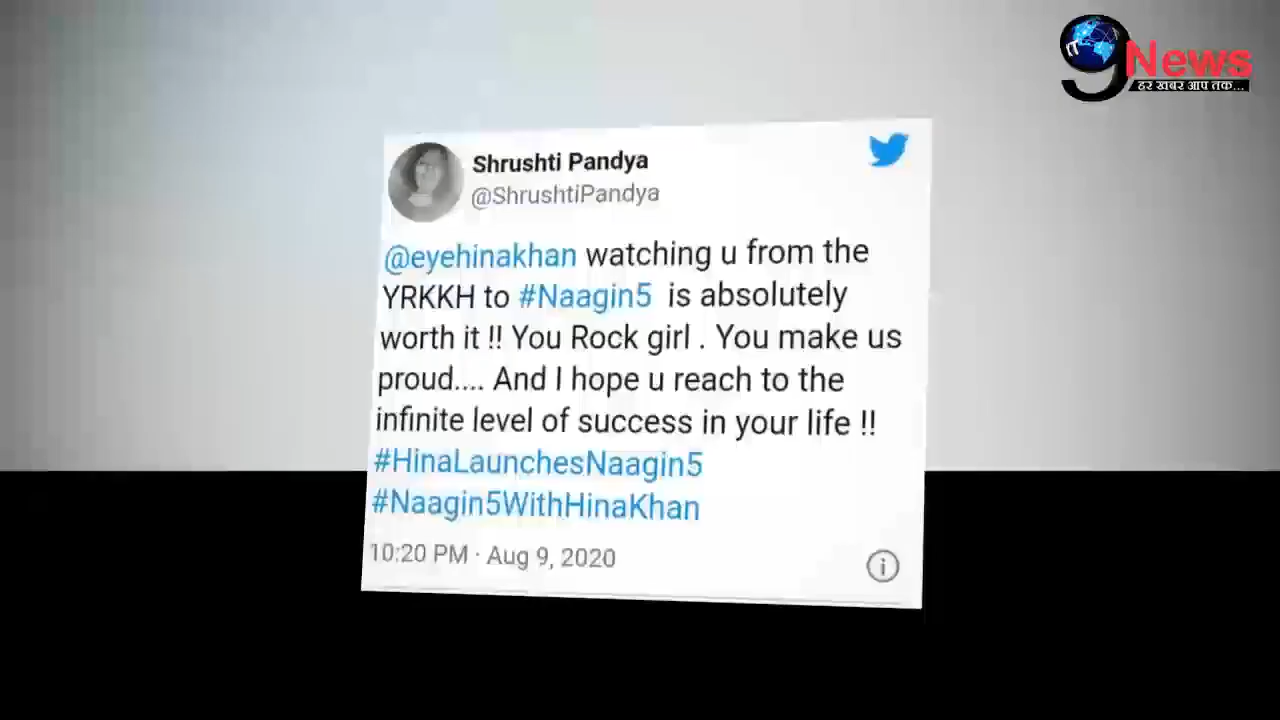 9 News
हर खबर आप तक...
Shrushti Pandya
@ShrushtiPandya
@eyehinakhan watching u from the
YRKKH to #Naagin5 is absolutely
worth it !! You Rock girl . You make us
proud.... And I hope u reach to the
infinite level of success in your life !!
#HinaLaunchesNaagin5
#Naagin5WithHinaKhan
10:20 PM · Aug 9, 2020